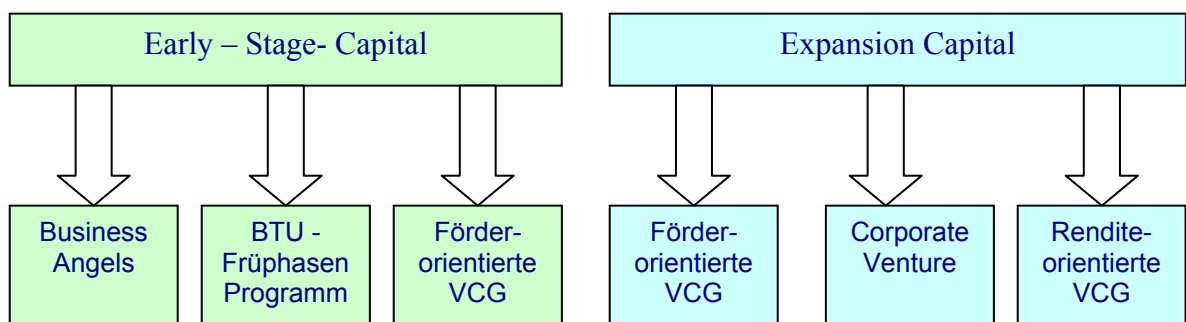 Early – Stage- Capital
Expansion Capital
Business
Angels
BTU -
Früphasen
Programm
Förder-
orientierte
VCG
Förder-
orientierte
VCG
Corporate
Venture
Rendite-
orientierte
VCG